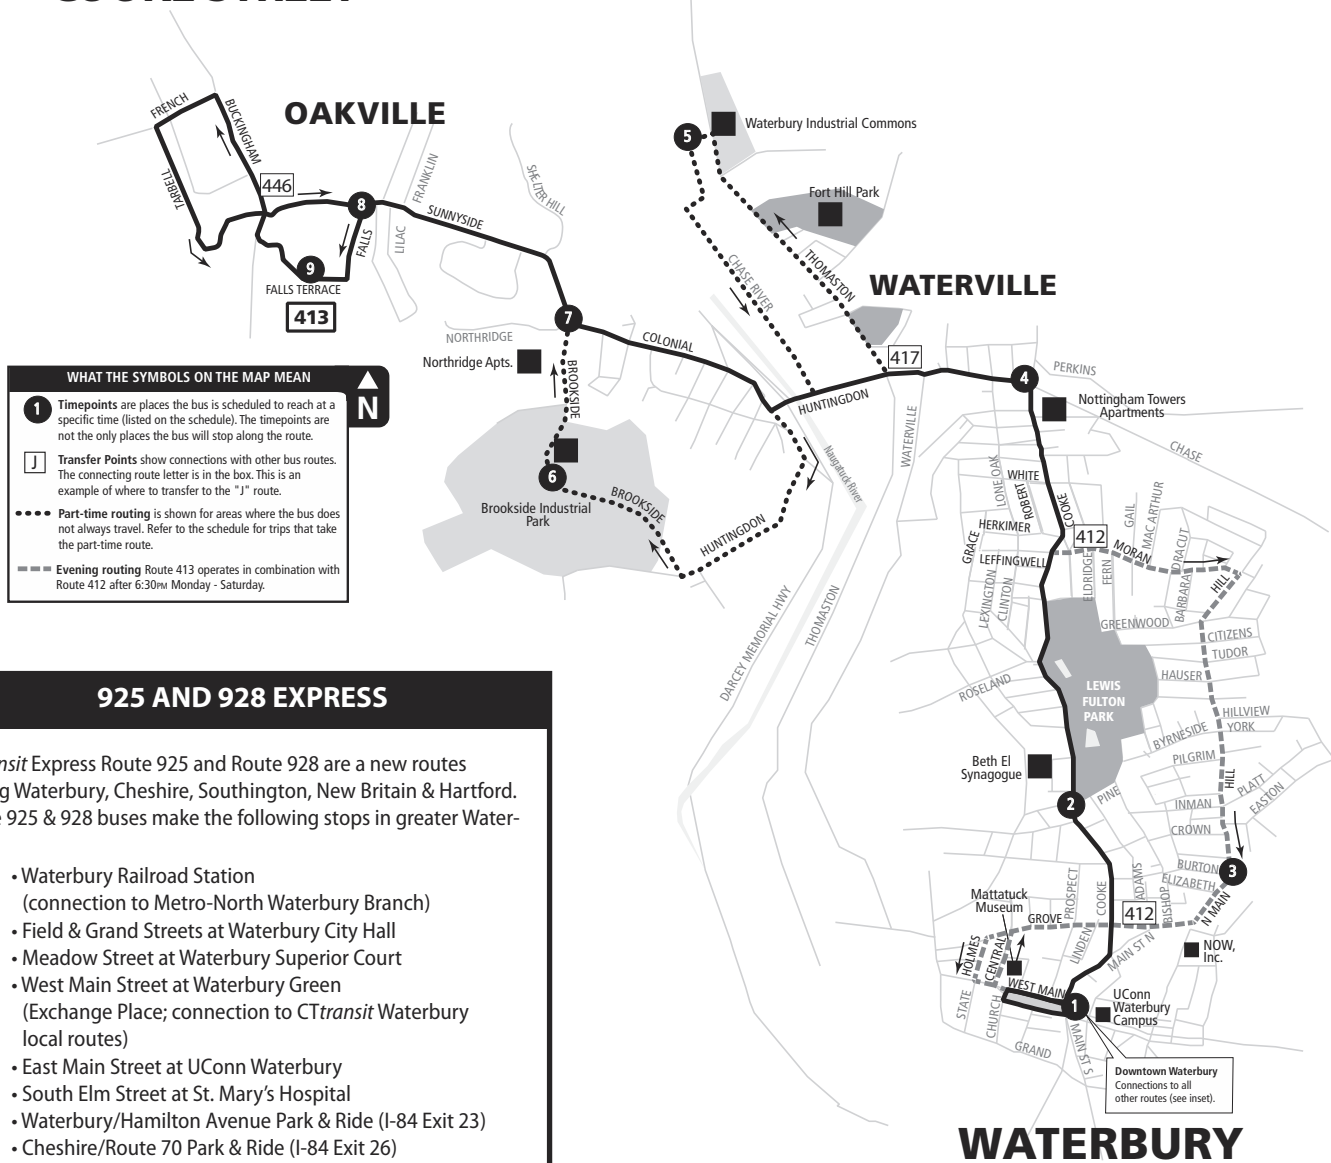 OAKVILLE
FRENCH
BUCKINGHAM
TARBELL
446
8
FALLS
9
FALLS TERRACE
413
FRANKLIN
LILAC
SUNNYSIDE
SHELTER HILL
7
NORTHRIDGE
Northridge Apts.
COLONIAL
BROOKSIDE
6
Brookside Industrial
Park
BROOKSIDE
HUNTINGDON
5
Waterbury Industrial Commons
Fort Hill Park
THOMASTON
CHASE RIVER
WATERVILLE
417
HUNTINGDON
WATERVILLE
Naugatuck River
DARCEY MEMORIAL HWY
THOMASTON
4
PERKINS
Nottingham Towers
Apartments
CHASE
LONE OAK
WHITE
ROBERT
COOKE
HERKIMER
GRACE
LEFFINGWELL
LEXINGTON
CLINTON
412
GAIL
MAC ARTHUR
MORAN
DRACUT
ELDRIDGE
FERN
BARBARA
HILL
GREENWOOD
CITIZENS
TUDOR
HAUSER
ROSELAND
LEWIS
FULTON
PARK
HILLVIEW
YORK
BYRNESIDE
PILGRIM
Beth El
Synagogue
2
PINE
HILL
PLATT
EASTON
INMAN
CROWN
BURTON
ELIZABETH
3
ADAMS
BISHOP
PROSPECT
COOKE
412
N MAIN
Mattatuck
Museum
GROVE
LINDEN
MAIN ST N
NOW,
Inc.
HOLMES
CENTRAL
WEST MAIN
1
UConn
Waterbury
Campus
STATE
CHURCH
GRAND
MAIN ST S
Downtown Waterbury
Connections to all
other routes (see inset).
WATERBURY
WHAT THE SYMBOLS ON THE MAP MEAN
N
1
Timepoints are places the bus is scheduled to reach at a
specific time (listed on the schedule). The timepoints are
not the only places the bus will stop along the route.
J
Transfer Points show connections with other bus routes.
The connecting route letter is in the box. This is an
example of where to transfer to the "J" route.
Part-time routing is shown for areas where the bus does
not always travel. Refer to the schedule for trips that take
the part-time route.
Evening routing Route 413 operates in combination with
Route 412 after 6:30PM Monday - Saturday.
925 AND 928 EXPRESS
nsit Express Route 925 and Route 928 are a new routes
g Waterbury, Cheshire, Southington, New Britain & Hartford.
e 925 & 928 buses make the following stops in greater Water-
• Waterbury Railroad Station
(connection to Metro-North Waterbury Branch)
• Field & Grand Streets at Waterbury City Hall
• Meadow Street at Waterbury Superior Court
• West Main Street at Waterbury Green
(Exchange Place; connection to CTtransit Waterbury
local routes)
• East Main Street at UConn Waterbury
• South Elm Street at St. Mary's Hospital
• Waterbury/Hamilton Avenue Park & Ride (I-84 Exit 23)
• Cheshire/Route 70 Park & Ride (I-84 Exit 26)